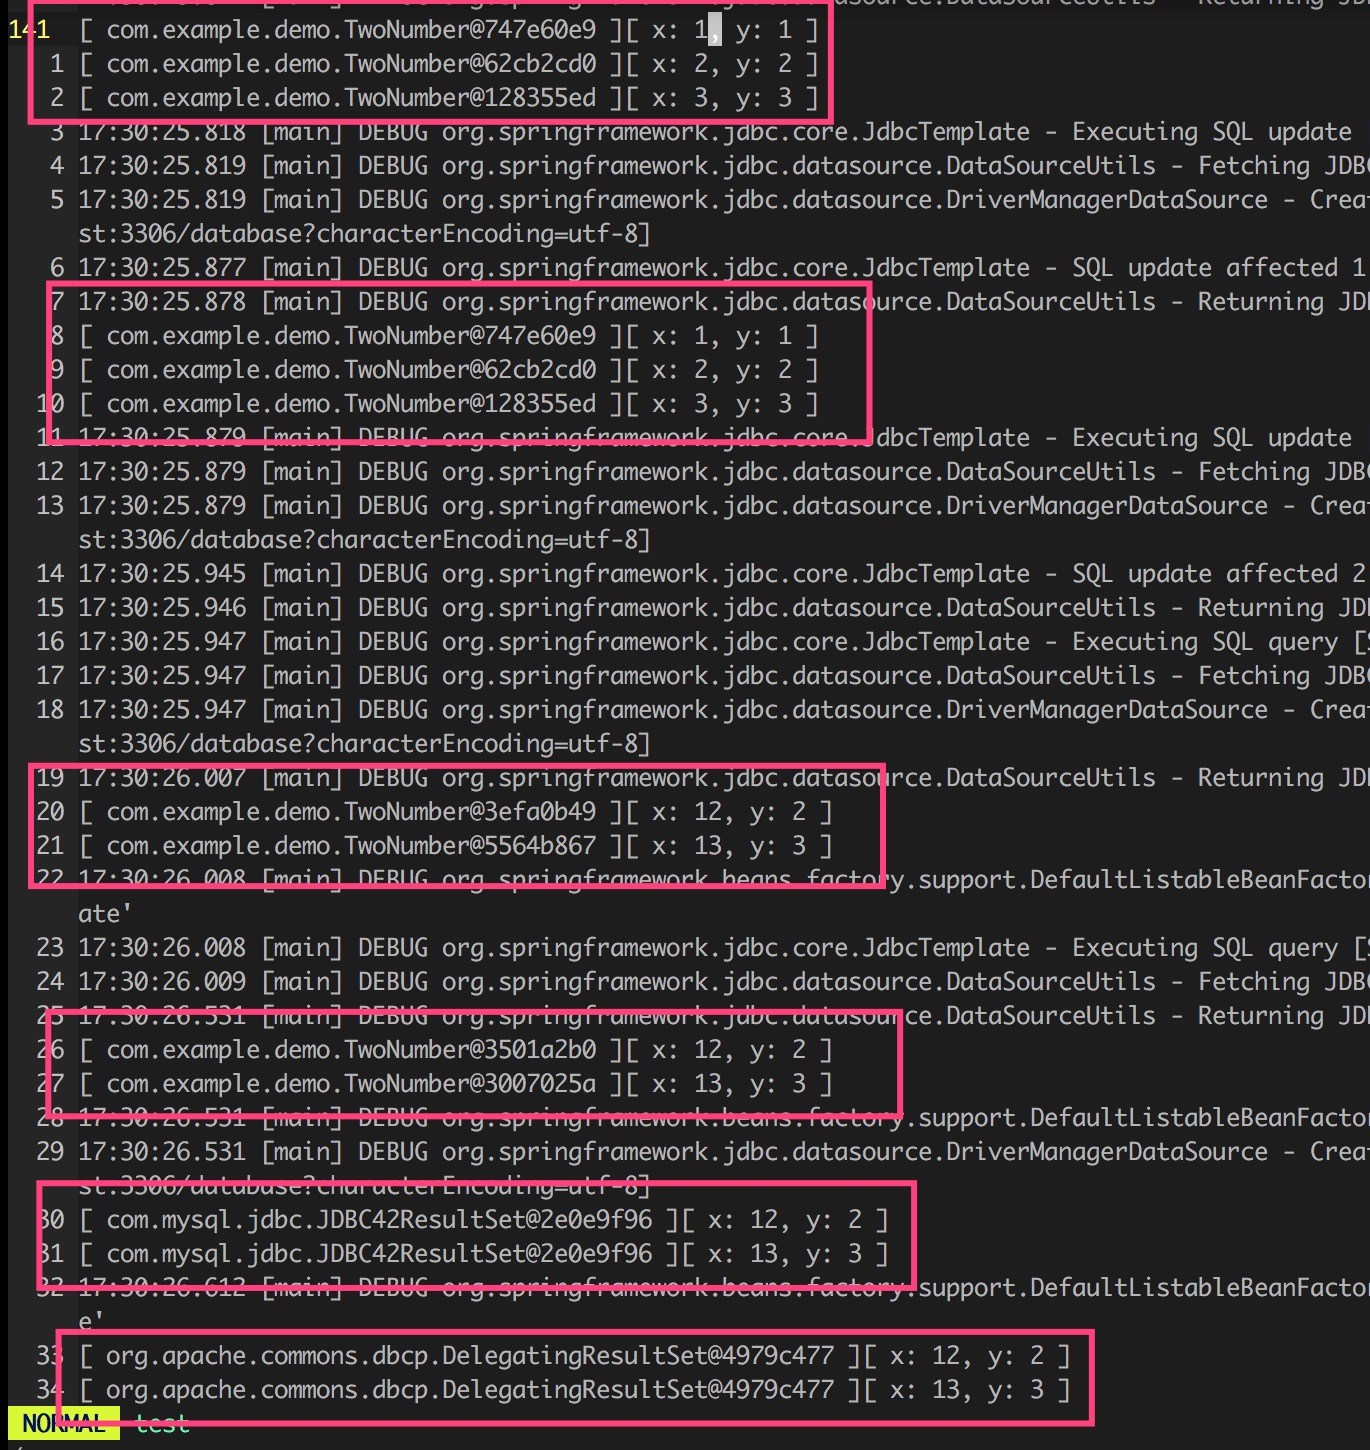 141 [ com.example.demo.TwoNumber@747e60e9 ][ x: 1, y: 1 ]
1 [ com.example.demo.TwoNumber@62cb2cd0 ][ x: 2, y: 2 ]
2 [ com.example.demo.TwoNumber@128355ed ][ x: 3, y: 3 ]
3 17:30:25.818 [main] DEBUG org.springframework.jdbc.core.JdbcTemplate - Executing SQL update
4 17:30:25.819 [main] DEBUG org.springframework.jdbc.datasource.DataSourceUtils - Fetching JDBC
5 17:30:25.819 [main] DEBUG org.springframework.jdbc.datasource.DriverManagerDataSource - Creat
st:3306/database?characterEncoding=utf-8]
6 17:30:25.877 [main] DEBUG org.springframework.jdbc.core.JdbcTemplate - SQL update affected 1
7 17:30:25.878 [main] DEBUG org.springframework.jdbc.datasource.DataSourceUtils - Returning JD
8 [ com.example.demo.TwoNumber@747e60e9 ][ x: 1, y: 1 ]
9 [ com.example.demo.TwoNumber@62cb2cd0 ][ x: 2, y: 2 ]
10 [ com.example.demo.TwoNumber@128355ed ][ x: 3, y: 3 ]
11 17:30:25.879 [main] DEBUG org.springframework.jdbc.core.JdbcTemplate - Executing SQL update
12 17:30:25.879 [main] DEBUG org.springframework.jdbc.datasource.DataSourceUtils - Fetching JDBC
13 17:30:25.879 [main] DEBUG org.springframework.jdbc.datasource.DriverManagerDataSource - Creat
st:3306/database?characterEncoding=utf-8]
14 17:30:25.945 [main] DEBUG org.springframework.jdbc.core.JdbcTemplate - SQL update affected 2
15 17:30:25.946 [main] DEBUG org.springframework.jdbc.datasource.DataSourceUtils - Returning JD
16 17:30:25.947 [main] DEBUG org.springframework.jdbc.core.JdbcTemplate - Executing SQL query [S
17 17:30:25.947 [main] DEBUG org.springframework.jdbc.datasource.DataSourceUtils - Fetching JDBC
18 17:30:25.947 [main] DEBUG org.springframework.jdbc.datasource.DriverManagerDataSource - Creat
st:3306/database?characterEncoding=utf-8]
19 17:30:26.007 [main] DEBUG org.springframework.jdbc.datasource.DataSourceUtils - Returning JD
20 [ com.example.demo.TwoNumber@3efa0b49 ][ x: 12, y: 2 ]
21 [ com.example.demo.TwoNumber@5564b867 ][ x: 13, y: 3 ]
22 17:30:26.008 [main] DEBUG org.springframework.beans.factory.support.DefaultListableBeanFactor
ate'
23 17:30:26.008 [main] DEBUG org.springframework.jdbc.core.JdbcTemplate - Executing SQL query [S
24 17:30:26.009 [main] DEBUG org.springframework.jdbc.datasource.DataSourceUtils - Fetching JDBC
25 17:30:26.531 [main] DEBUG org.springframework.jdbc.datasource.DataSourceUtils - Returning JD
26 [ com.example.demo.TwoNumber@3501a2b0 ][ x: 12, y: 2 ]
27 [ com.example.demo.TwoNumber@3007025a ][ x: 13, y: 3 ]
28 17:30:26.531 [main] DEBUG org.springframework.beans.factory.support.DefaultListableBeanFactor
29 17:30:26.531 [main] DEBUG org.springframework.jdbc.datasource.DriverManagerDataSource - Creat
st:3306/database?characterEncoding=utf-8]
30 [ com.mysql.jdbc.JDBC42ResultSet@2e0e9f96 ][ x: 12, y: 2 ]
31 [ com.mysql.jdbc.JDBC42ResultSet@2e0e9f96 ][ x: 13, y: 3 ]
32 17:30:26.612 [main] DEBUG org.springframework.beans.factory.support.DefaultListableBeanFactor
e'
33 [ org.apache.commons.dbcp.DelegatingResultSet@4979c477 ][ x: 12, y: 2 ]
34 [ org.apache.commons.dbcp.DelegatingResultSet@4979c477 ][ x: 13, y: 3 ]
NORMAL test